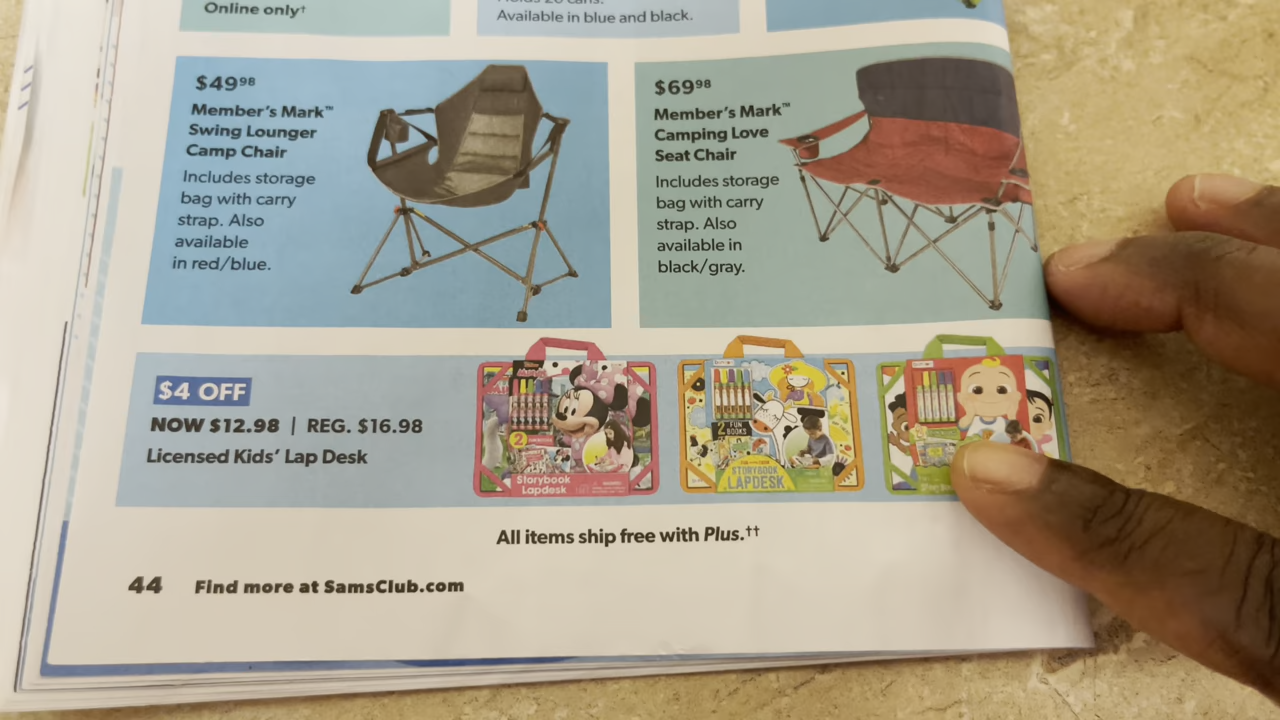 Online only†
Holds 20 cans.
Available in blue and black.
$49.98
Member's Mark™
Swing Lounger
Camp Chair
Includes storage
bag with carry
strap. Also
available
in red/blue.
$69.98
Member's Mark™
Camping Love
Seat Chair
Includes storage
bag with carry
strap. Also
available in
black/gray.
$4 OFF
NOW $12.98 | REG. $16.98
Licensed Kids' Lap Desk
2
Storybook
Lapdesk
2 FUN
BOOKS
STORYBOOK
LAPDESK
All items ship free with Plus.††
44 Find more at SamsClub.com